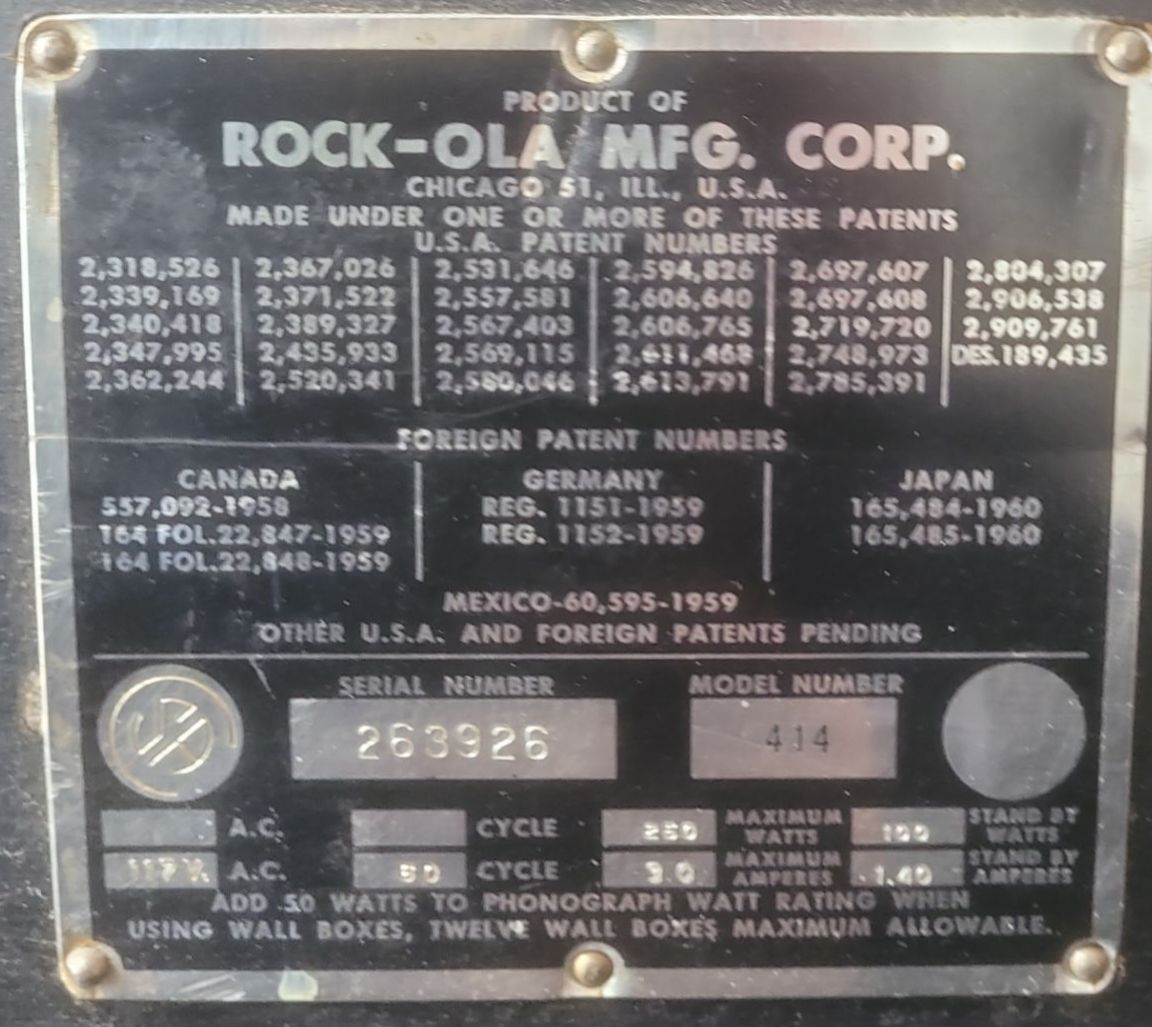 PRODUCT OF
ROCK-OLA MFG. CORP.
CHICAGO 51, ILL., U.S.A.
MADE UNDER ONE OR MORE OF THESE PATENTS
U.S.A. PATENT NUMBERS
2,318,526 2,367,026 2,531,646 2,594,826 2,697,607 2,804,307
2,339,169 2,371,522 2,557,581 2,606,640 2,697,608 2,906,538
2,340,418 2,389,327 2,567,403 2,606,765 2,719,720 2,909,761
2,347,995 2,435,933 2,569,115 2,611,468 2,748,973 DES.189,435
2,362,244 2,520,341 2,580,046 2,613,791 2,785,391
FOREIGN PATENT NUMBERS
CANADA GERMANY JAPAN
557,092-1958 REG. 1151-1959 165,484-1960
164 FOL.22,847-1959 REG. 1152-1959 165,485-1960
164 FOL.22,848-1959
MEXICO-60,595-1959
OTHER U.S.A. AND FOREIGN PATENTS PENDING
SERIAL NUMBER MODEL NUMBER
263926 414
A.C. CYCLE 250 MAXIMUM WATTS 100 STAND BY WATTS
A.C. CYCLE 3.0 MAXIMUM AMPERES 1.40 STAND BY AMPERES
ADD 50 WATTS TO PHONOGRAPH WATT RATING WHEN
USING WALL BOXES, TWELVE WALL BOXES MAXIMUM ALLOWABLE.